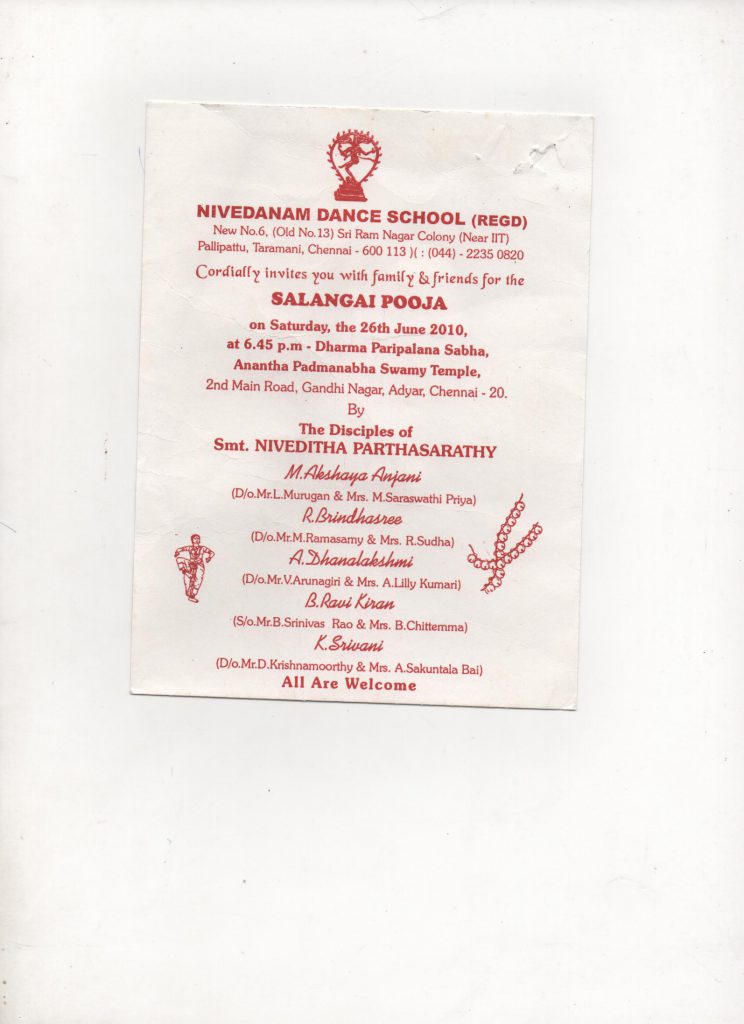 NIVEDANAM DANCE SCHOOL (REGD)
New No.6, (Old No.13) Sri Ram Nagar Colony (Near IIT)
Pallipattu, Taramani, Chennai - 600 113 )( : (044) - 2235 0820
Cordially invites you with family & friends for the
SALANGAI POOJA
on Saturday, the 26th June 2010,
at 6.45 p.m - Dharma Paripalana Sabha,
Anantha Padmanabha Swamy Temple,
2nd Main Road, Gandhi Nagar, Adyar, Chennai - 20.
By
The Disciples of
Smt. NIVEDITHA PARTHASARATHY
M.Akshaya Anjani
(D/o.Mr.L.Murugan & Mrs. M.Saraswathi Priya)
R.Brindhasree
(D/o.Mr.M.Ramasamy & Mrs. R.Sudha)
A.Dhanalakshmi
(D/o.Mr.V.Arunagiri & Mrs. A.Lilly Kumari)
B.Ravi Kiran
(S/o.Mr.B.Srinivas Rao & Mrs. B.Chittemma)
K.Srivani
(D/o.Mr.D.Krishnamoorthy & Mrs. A.Sakuntala Bai)
All Are Welcome